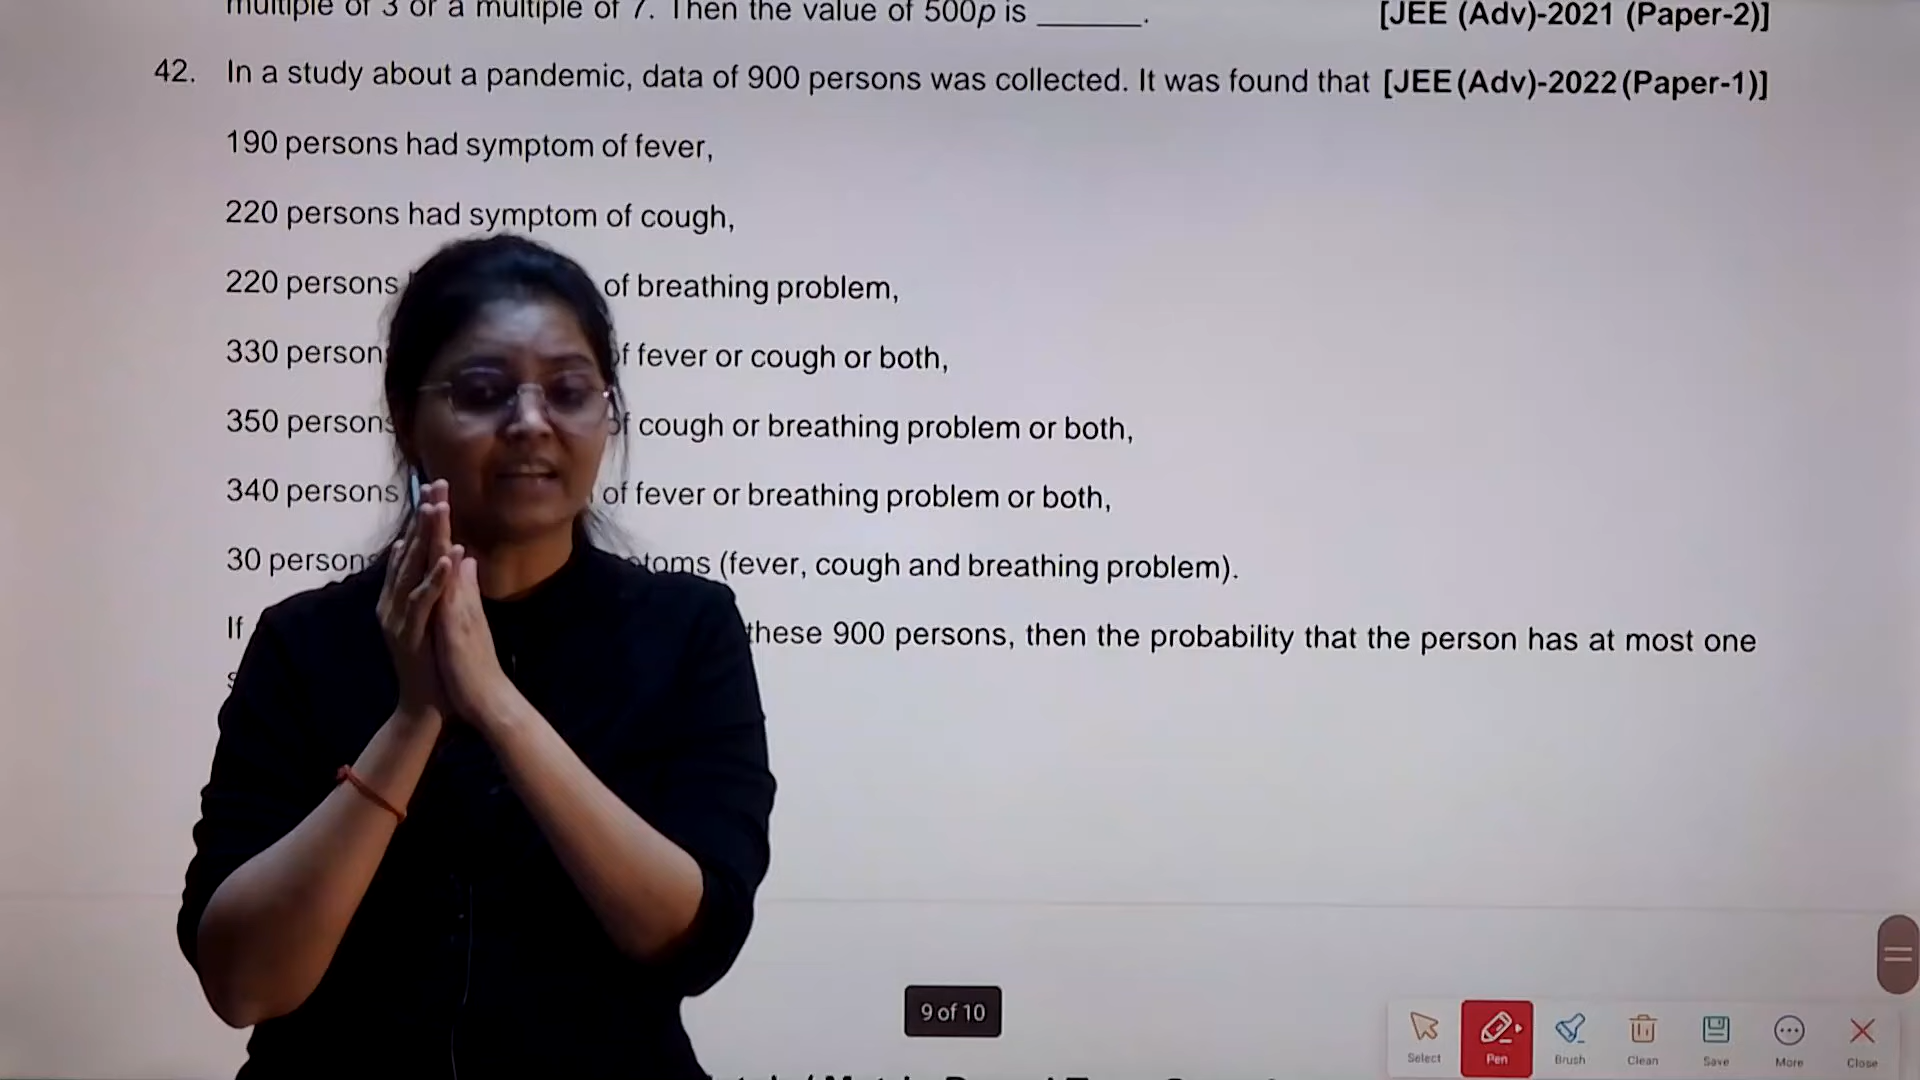 multiple of 3 or a multiple of 7. Then the value of 500p is ______. [JEE (Adv)-2021 (Paper-2)]
42. In a study about a pandemic, data of 900 persons was collected. It was found that [JEE (Adv)-2022 (Paper-1)]
190 persons had symptom of fever,
220 persons had symptom of cough,
220 persons of breathing problem,
330 persons of fever or cough or both,
350 persons of cough or breathing problem or both,
340 persons of fever or breathing problem or both,
30 persons (fever, cough and breathing problem).
If these 900 persons, then the probability that the person has at most one
9 of 10
Select Pen Brush Clean Save More Close